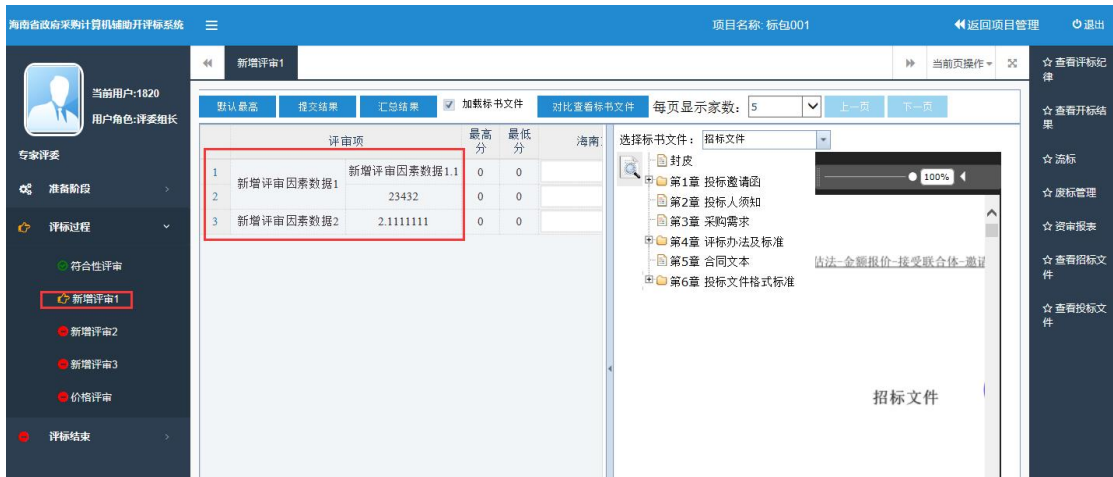 海南省政府采购计算机辅助开评标系统
项目名称: 标包001
返回项目管理
退出
当前用户:1820
用户角色:评委组长
专家评委
准备阶段
评标过程
符合性评审
新增评审1
新增评审2
新增评审3
价格评审
评标结束
新增评审1
当前页操作
默认最高
提交结果
汇总结果
加载标书文件
对比查看标书文件
每页显示家数: 5
上一页
下一页
评审项 最高分 最低分 海南
1 新增评审因素数据1 新增评审因素数据1.1 0 0
2 23432 0 0
3 新增评审因素数据2 2.1111111 0 0
选择标书文件: 招标文件
封皮
第1章 投标邀请函
第2章 投标人须知
第3章 采购需求
第4章 评标办法及标准
第5章 合同文本
第6章 投标文件格式标准
100%
估法-金额报价-接受联合体-邀请
招标文件
查看评标纪律
查看开标结果
流标
废标管理
资审报表
查看招标文件
查看投标文件